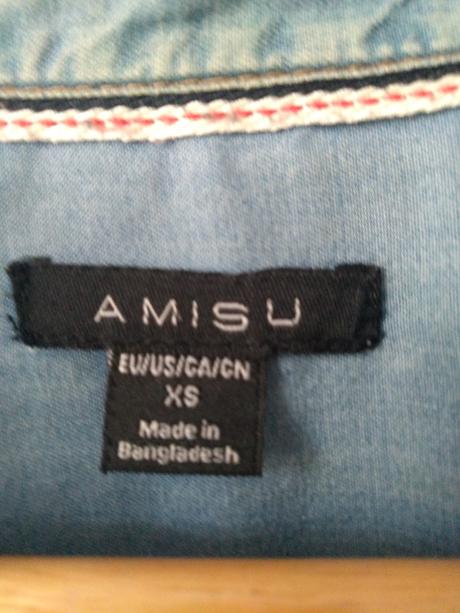 AMISU
EU/US/CA/CN
XS
Made in
Bangladesh